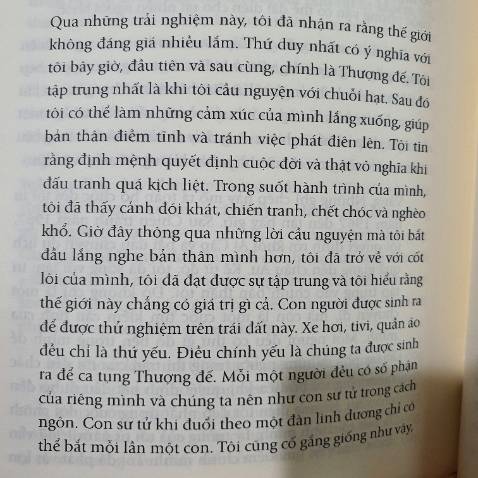 Qua những trải nghiệm này, tôi đã nhận ra rằng thế giới
không đáng giá nhiều lắm. Thứ duy nhất có ý nghĩa với
tôi bây giờ, đầu tiên và sau cùng, chính là Thượng đế. Tôi
tập trung nhất là khi tôi cầu nguyện với chuỗi hạt. Sau đó
tôi có thể làm những cảm xúc của mình lắng xuống, giúp
bản thân điềm tĩnh và tránh việc phát điên lên. Tôi tin
rằng định mệnh quyết định cuộc đời và thật vô nghĩa khi
đấu tranh quá kịch liệt. Trong suốt hành trình của mình,
tôi đã thấy cảnh đói khát, chiến tranh, chết chóc và nghèo
khổ. Giờ đây thông qua những lời cầu nguyện mà tôi bắt
đầu lắng nghe bản thân mình hơn, tôi đã trở về với cốt
lõi của mình, tôi đã đạt được sự tập trung và tôi hiểu rằng
thế giới này chẳng có giá trị gì cả. Con người được sinh ra
để được thử nghiệm trên trái đất này. Xe hơi, tivi, quần áo
đều chỉ là thứ yếu. Điều chính yếu là chúng ta được sinh
ra để ca tụng Thượng đế. Mỗi một người đều có số phận
của riêng mình và chúng ta nên như con sư tử trong cách
ngôn. Con sư tử khi đuổi theo một đàn linh dương chỉ có
thể bắt mỗi lần một con. Tôi cũng cố gắng giống như vậy,